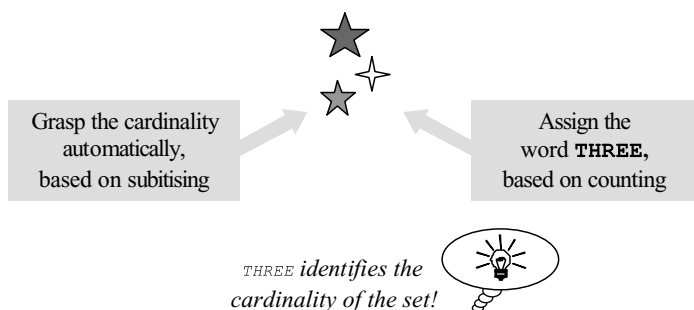 Grasp the cardinality
automatically,
based on subitising
Assign the
word THREE,
based on counting
THREE identifies the
cardinality of the set!